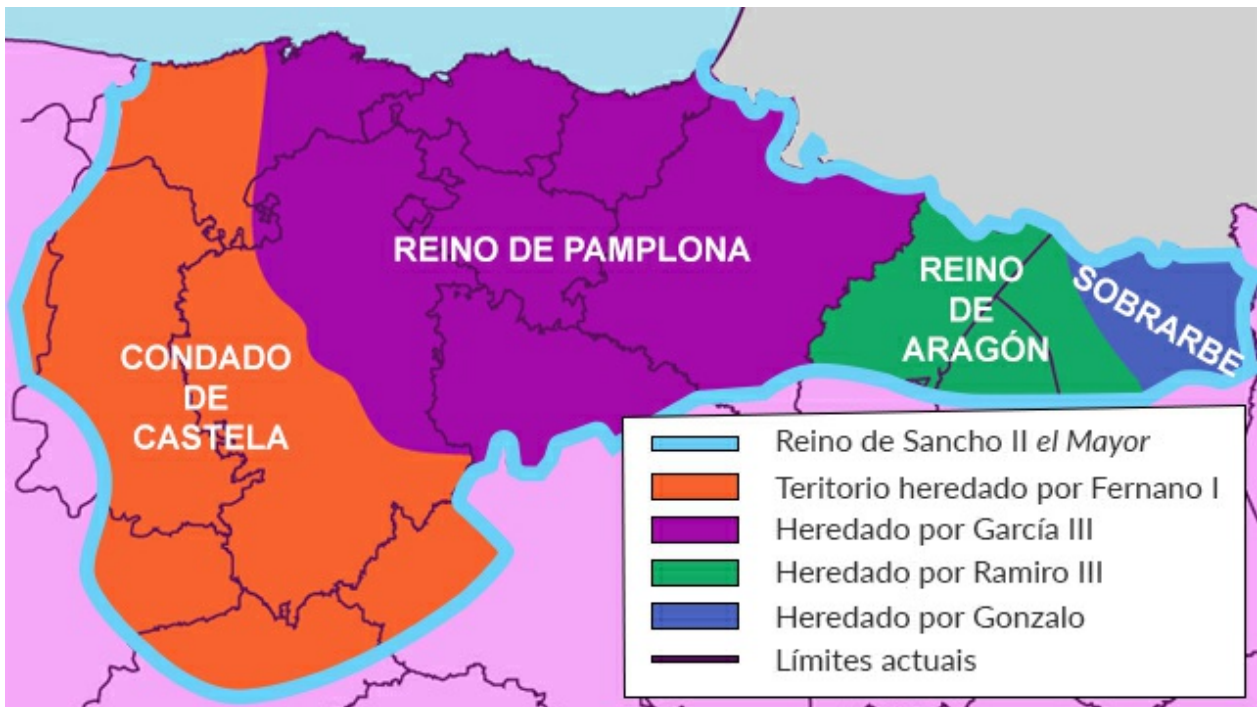 REINO DE PAMPLONA
REINO
DE
ARAGÓN
SOBRARBE
CONDADO
DE
CASTELA
Reino de Sancho II el Mayor
Teritorio heredado por Fernano I
Heredado por García III
Heredado por Ramiro III
Heredado por Gonzalo
Límites actuais